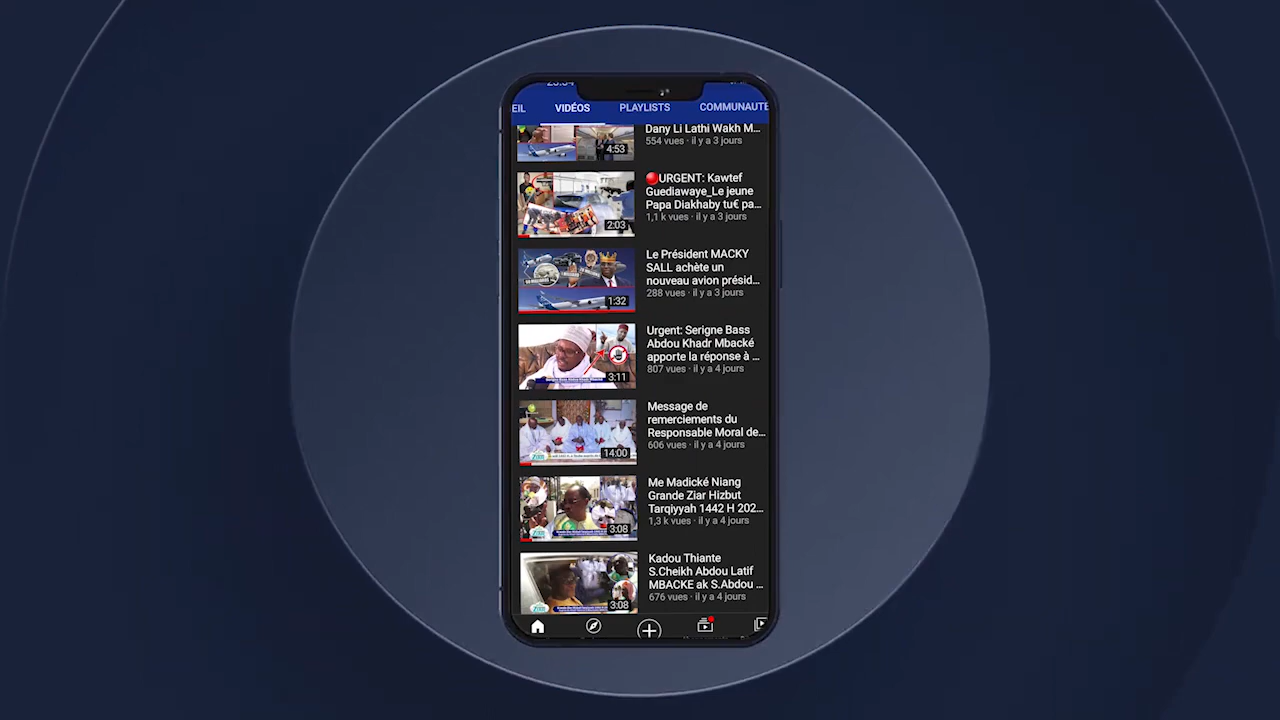 EIL VIDÉOS PLAYLISTS COMMUNAUTÉ
Dany Li Lathi Wakh M...
554 vues · il y a 3 jours
4:53
🔴URGENT: Kawtef
Guediawaye_Le jeune
Papa Diakhaby tu€ pa...
1,1 k vues · il y a 3 jours
2:03
Le Président MACKY
SALL achète un
nouveau avion présid...
288 vues · il y a 3 jours
1:32
Urgent: Serigne Bass
Abdou Khadr Mbacké
apporte la réponse à ...
807 vues · il y a 4 jours
3:11
Message de
remerciements du
Responsable Moral de...
606 vues · il y a 4 jours
14:00
Me Madické Niang
Grande Ziar Hizbut
Tarqiyyah 1442 H 202...
1,3 k vues · il y a 4 jours
3:08
Kadou Thiante
S.Cheikh Abdou Latif
MBACKE ak S.Abdou ...
676 vues · il y a 4 jours
3:08